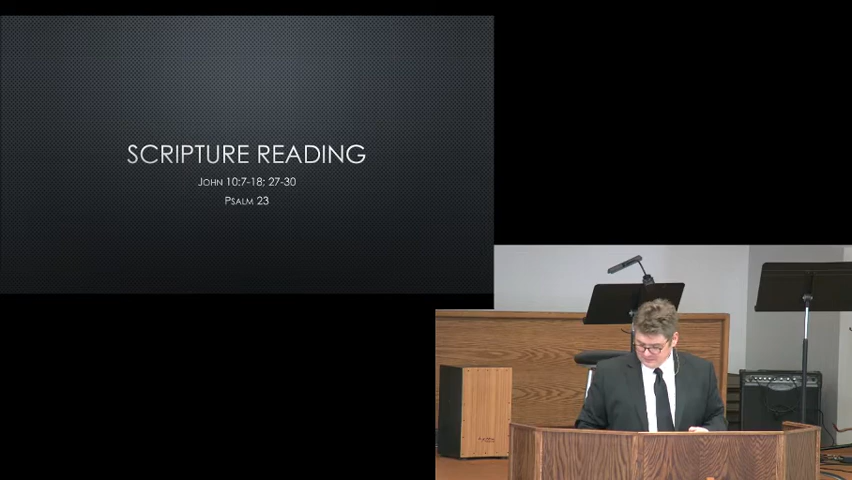 SCRIPTURE READING
JOHN 10:7-18; 27-30
PSALM 23